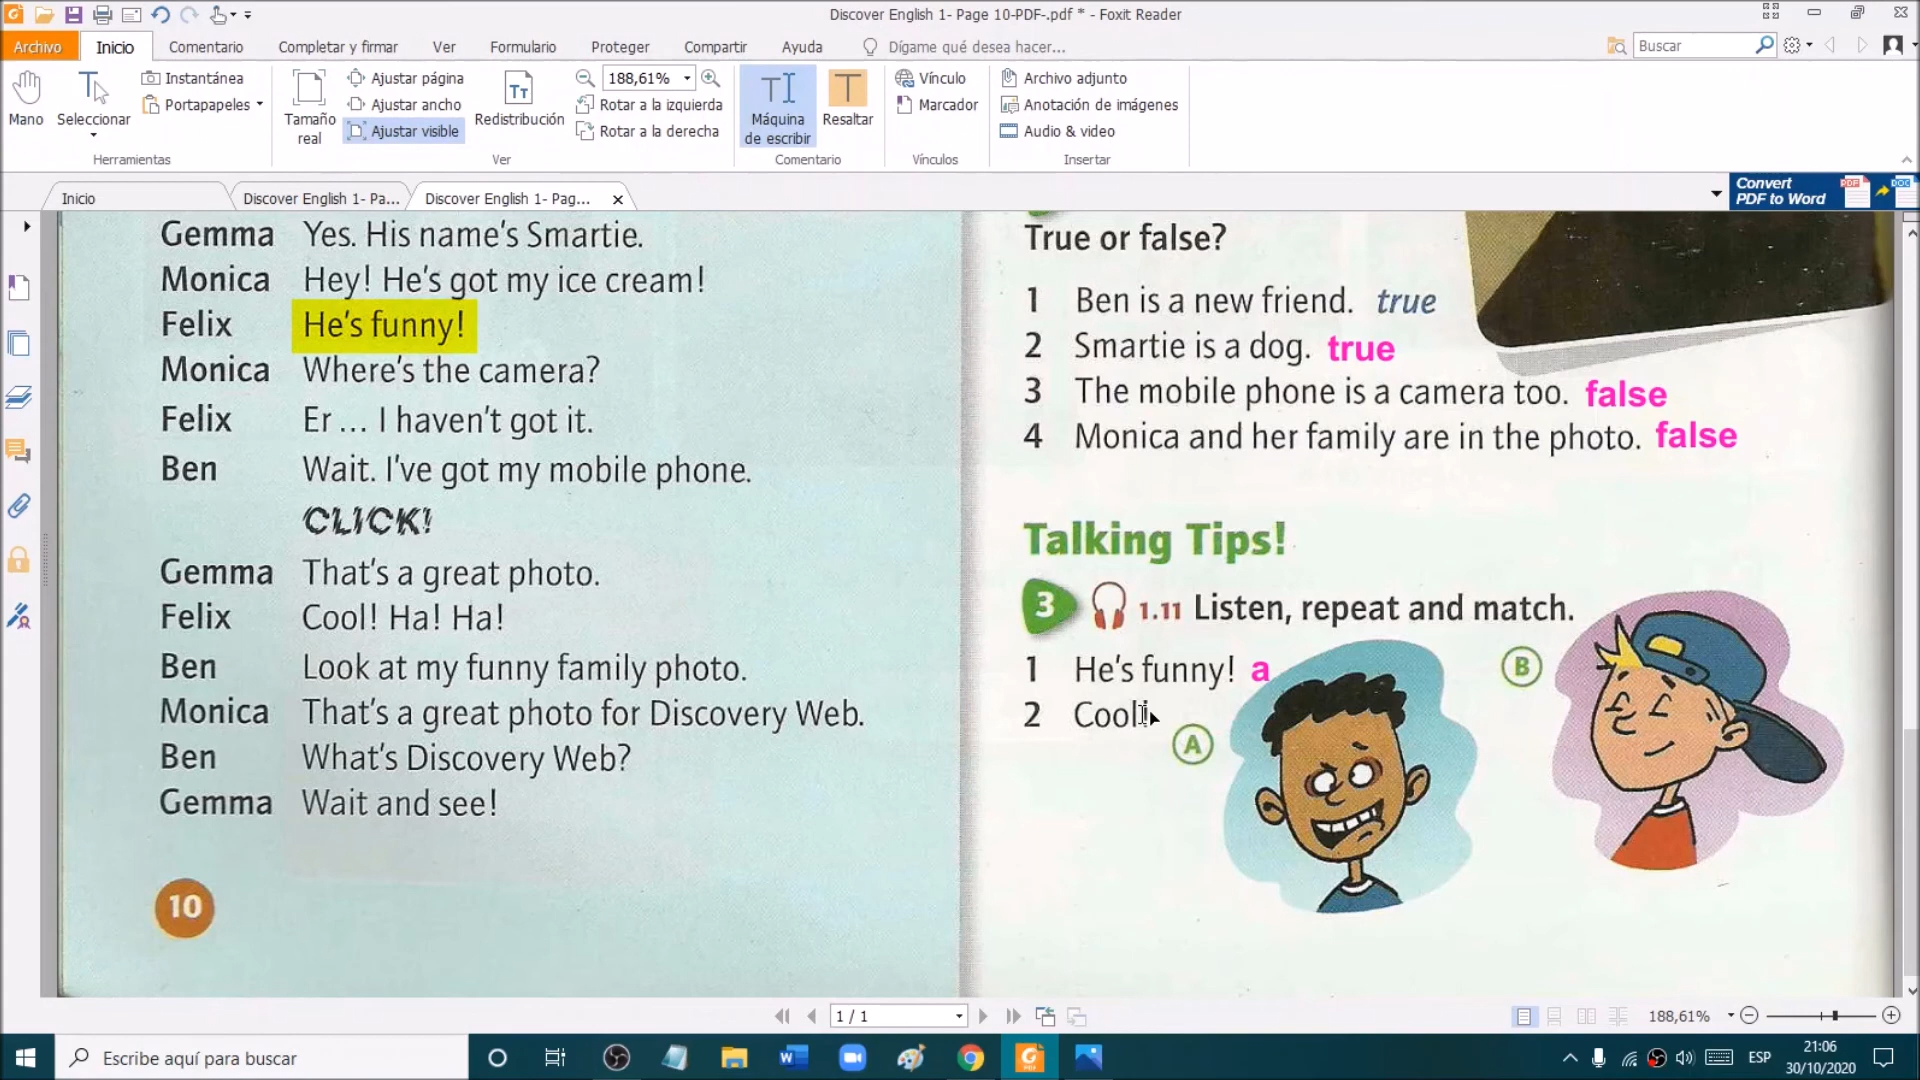 Discover English 1- Page 10-PDF-.pdf * - Foxit Reader
Archivo
Inicio
Comentario
Completar y firmar
Ver
Formulario
Proteger
Compartir
Ayuda
Dígame qué desea hacer...
Buscar
Mano
Seleccionar
Instantánea
Portapapeles
Herramientas
Tamaño real
Ajustar página
Ajustar ancho
Ajustar visible
Redistribución
188,61%
Rotar a la izquierda
Rotar a la derecha
Ver
Máquina de escribir
Resaltar
Comentario
Vínculo
Marcador
Vínculos
Archivo adjunto
Anotación de imágenes
Audio & video
Insertar
Inicio
Discover English 1- Pa...
Discover English 1- Pag...
Convert
PDF to Word
PDF
DOC
Gemma Yes. His name's Smartie.
Monica Hey! He's got my ice cream!
Felix He's funny!
Monica Where's the camera?
Felix Er ... I haven't got it.
Ben Wait. I've got my mobile phone.
CLICK!
Gemma That's a great photo.
Felix Cool! Ha! Ha!
Ben Look at my funny family photo.
Monica That's a great photo for Discovery Web.
Ben What's Discovery Web?
Gemma Wait and see!
10
True or false?
1 Ben is a new friend. true
2 Smartie is a dog. true
3 The mobile phone is a camera too. false
4 Monica and her family are in the photo. false
Talking Tips!
3 1.11 Listen, repeat and match.
1 He's funny! a
2 Cool!
A
B
1 / 1
188,61%
Escribe aquí para buscar
ESP
21:06
30/10/2020